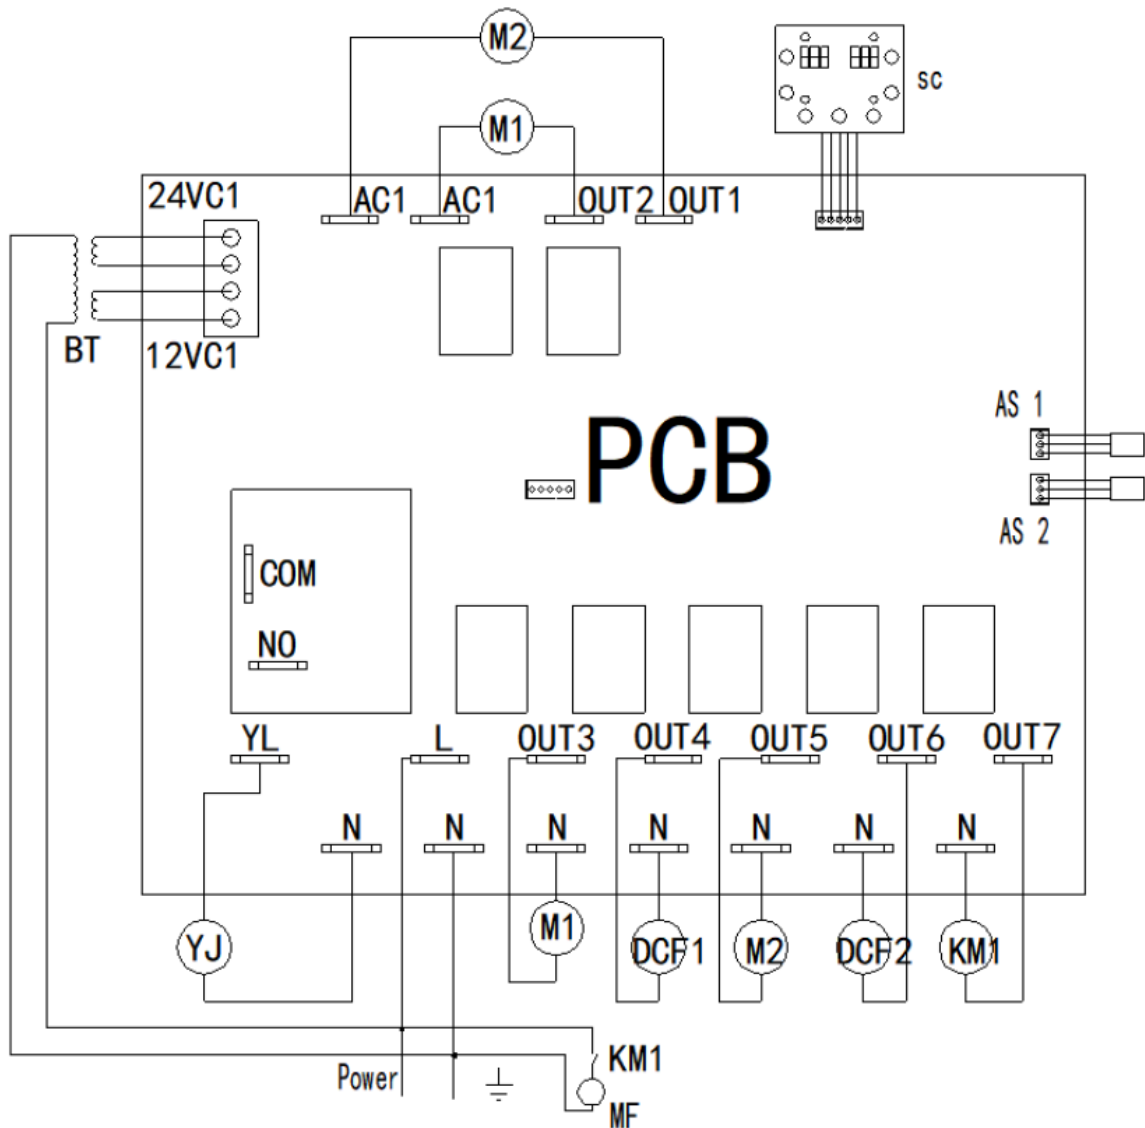 M2
SC
M1
24VC1
AC1 AC1 OUT2 OUT1
BT
12VC1
AS 1
PCB
AS 2
COM
NO
YL L OUT3 OUT4 OUT5 OUT6 OUT7
N N N N N N N
YJ M1 DCF1 M2 DCF2 KM1
Power
KM1
MF